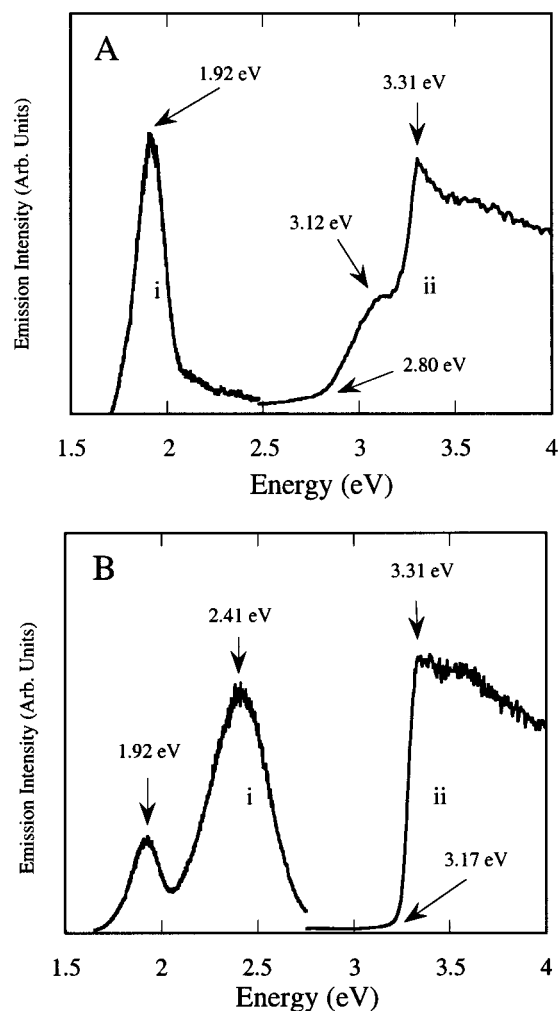 A
1.92 eV
3.31 eV
3.12 eV
i
ii
2.80 eV
Emission Intensity (Arb. Units)
1.5 2 2.5 3 3.5 4
Energy (eV)
B
3.31 eV
2.41 eV
1.92 eV
i
ii
3.17 eV
Emission Intensity (Arb. Units)
1.5 2 2.5 3 3.5 4
Energy (eV)